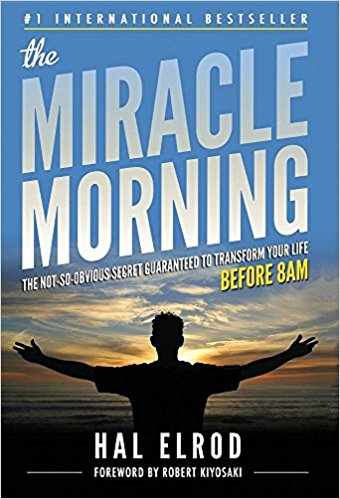 #1 INTERNATIONAL BESTSELLER
the
MIRACLE
MORNING
THE NOT-SO-OBVIOUS SECRET GUARANTEED TO TRANSFORM YOUR LIFE
BEFORE 8AM
HAL ELROD
FOREWORD BY ROBERT KIYOSAKI